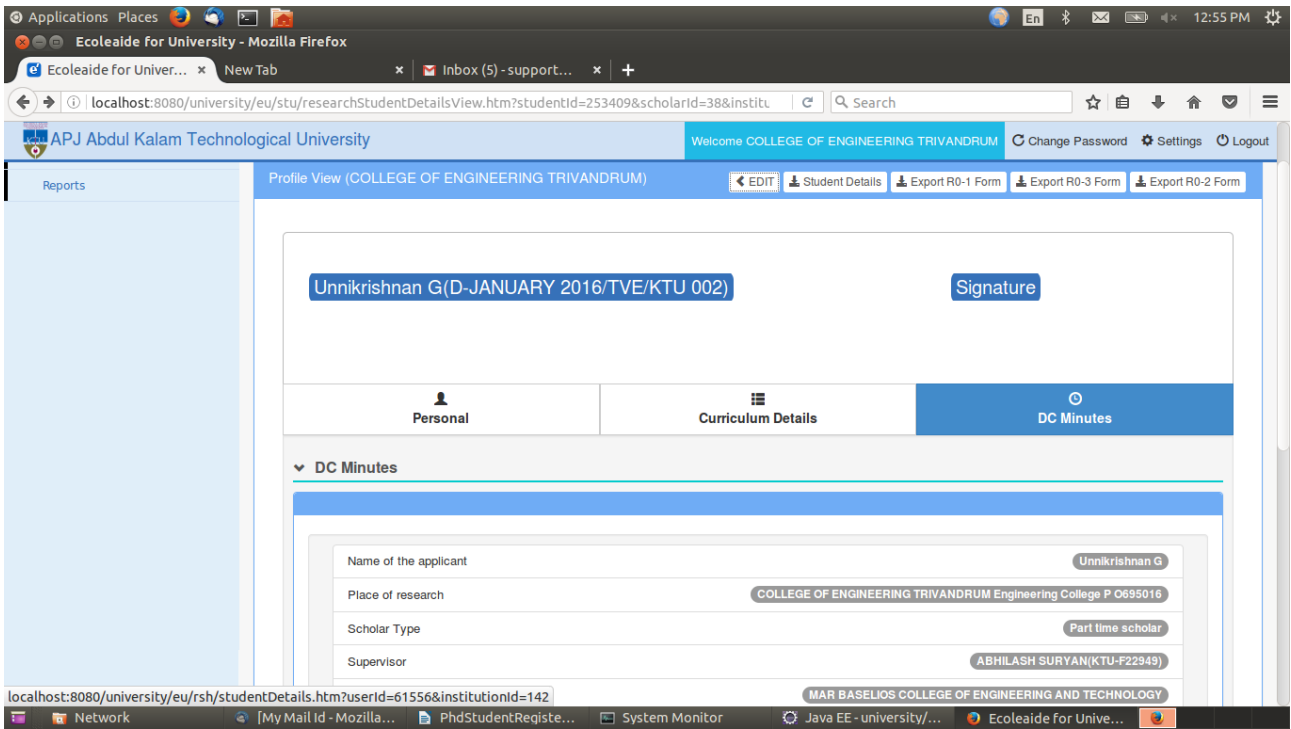 Applications Places En 12:55 PM
Ecoleaide for University - Mozilla Firefox
Ecoleaide for Univer... × New Tab × Inbox (5) - support... × +
localhost:8080/university/eu/stu/researchStudentDetailsView.htm?studentId=253409&scholarId=38&institu Search
APJ Abdul Kalam Technological University Welcome COLLEGE OF ENGINEERING TRIVANDRUM Change Password Settings Logout
Reports Profile View (COLLEGE OF ENGINEERING TRIVANDRUM) EDIT Student Details Export R0-1 Form Export R0-3 Form Export R0-2 Form
Unnikrishnan G(D-JANUARY 2016/TVE/KTU 002) Signature
Personal Curriculum Details DC Minutes
DC Minutes
Name of the applicant Unnikrishnan G
Place of research COLLEGE OF ENGINEERING TRIVANDRUM Engineering College P O695016
Scholar Type Part time scholar
Supervisor ABHILASH SURYAN(KTU-F22949)
MAR BASELIOS COLLEGE OF ENGINEERING AND TECHNOLOGY
localhost:8080/university/eu/rsh/studentDetails.htm?userId=61556&institutionId=142
Network [My Mail Id - Mozilla... PhdStudentRegiste... System Monitor Java EE - university/... Ecoleaide for Unive...